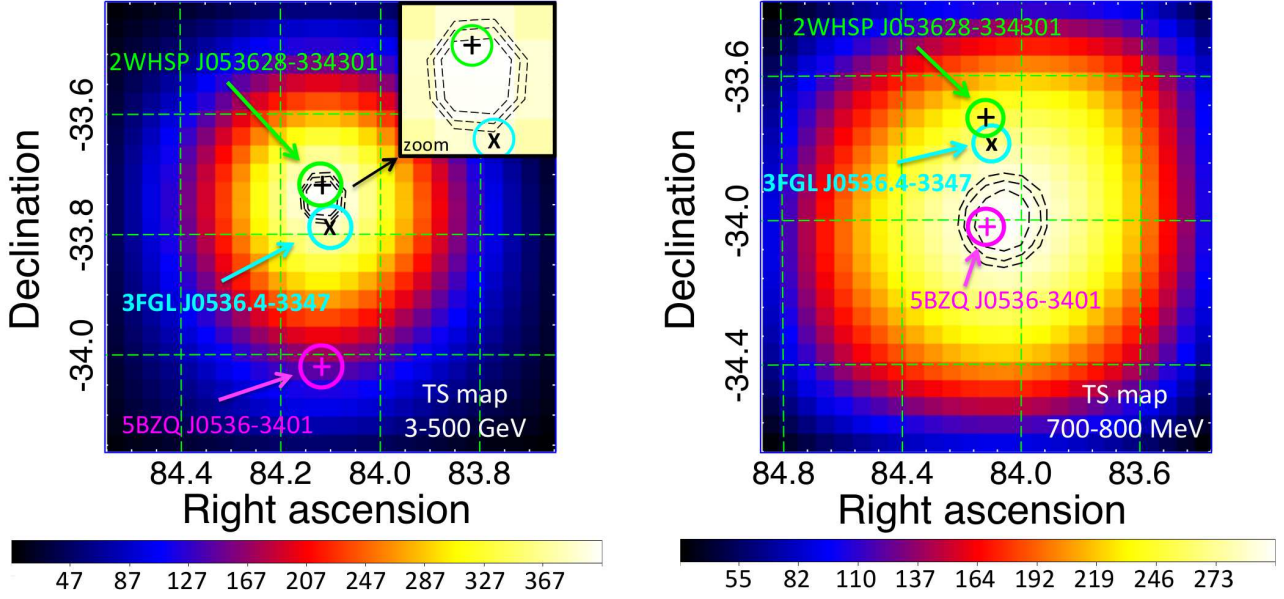 2WHSP J053628-334301
zoom
3FGL J0536.4-3347
5BZQ J0536-3401
TS map
3-500 GeV
Declination
-33.6
-33.8
-34.0
84.4 84.2 84.0 83.8
Right ascension
47 87 127 167 207 247 287 327 367
2WHSP J053628-334301
3FGL J0536.4-3347
5BZQ J0536-3401
TS map
700-800 MeV
Declination
-33.6
-34.0
-34.4
84.8 84.4 84.0 83.6
Right ascension
55 82 110 137 164 192 219 246 273